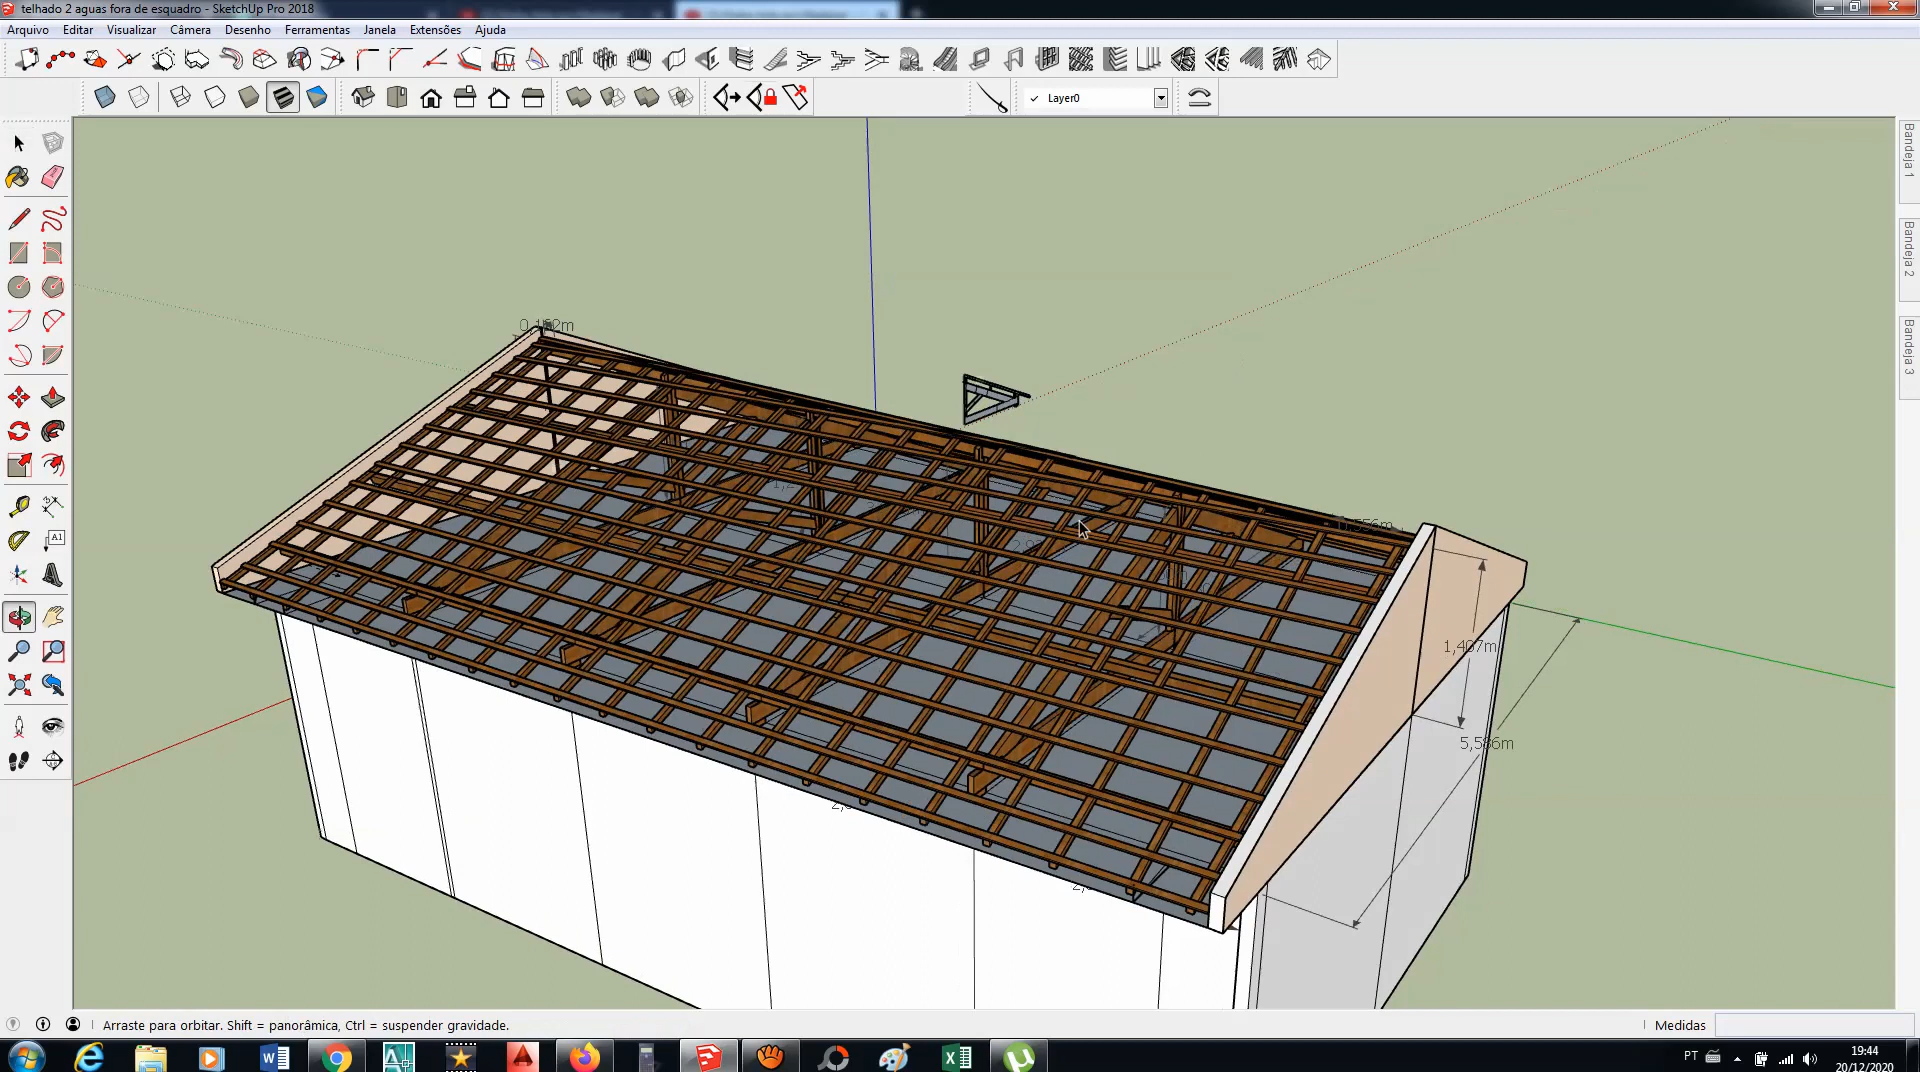 telhado 2 aguas fora de esquadro - SketchUp Pro 2018
Arquivo Editar Visualizar Câmera Desenho Ferramentas Janela Extensões Ajuda
Layer0
Bandeja 1
Bandeja 2
Bandeja 3
A1
1,407m
Arraste para orbitar. Shift = panorâmica, Ctrl = suspender gravidade.
Medidas
PT
19:44
20/12/2020